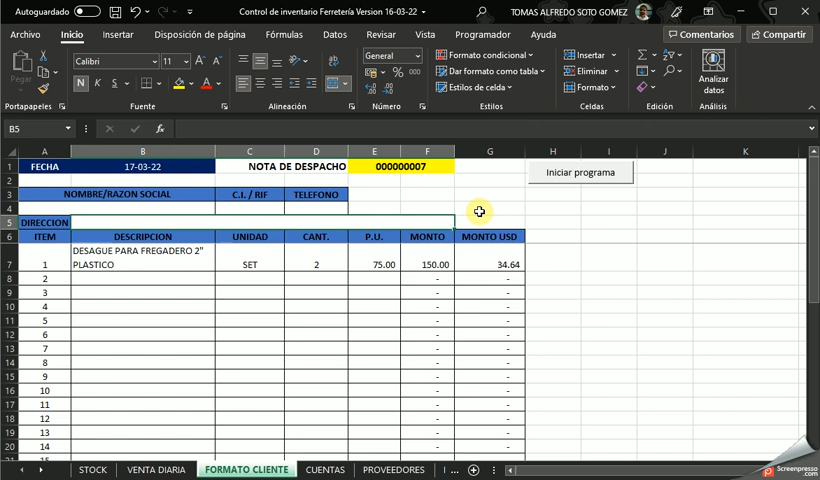 Autoguardado
Control de inventario Ferretería Version 16-03-22
TOMAS ALFREDO SOTO GOMEZ
Archivo Inicio Insertar Disposición de página Fórmulas Datos Revisar Vista Programador Ayuda Comentarios Compartir
Pegar
Calibri 11
N K S
General
% 000
Formato condicional
Dar formato como tabla
Estilos de celda
Insertar
Eliminar
Formato
Analizar
datos
Portapapeles Fuente Alineación Número Estilos Celdas Edición Análisis
B5 fx
A B C D E F G H I J K
1 FECHA 17-03-22 NOTA DE DESPACHO 000000007 Iniciar programa
2
3 NOMBRE/RAZON SOCIAL C.I. / RIF TELEFONO
4
5 DIRECCION
6 ITEM DESCRIPCION UNIDAD CANT. P.U. MONTO MONTO USD
DESAGUE PARA FREGADERO 2"
7 1 PLASTICO SET 2 75.00 150.00 34.64
8 2 - -
9 3 - -
10 4 - -
11 5 - -
12 6 - -
13 7 - -
14 8 - -
15 9 - -
16 10 - -
17 11 - -
18 12 - -
19 13 - -
20 14 - -
STOCK VENTA DIARIA FORMATO CLIENTE CUENTAS PROVEEDORES ...
Screenpresso
.com